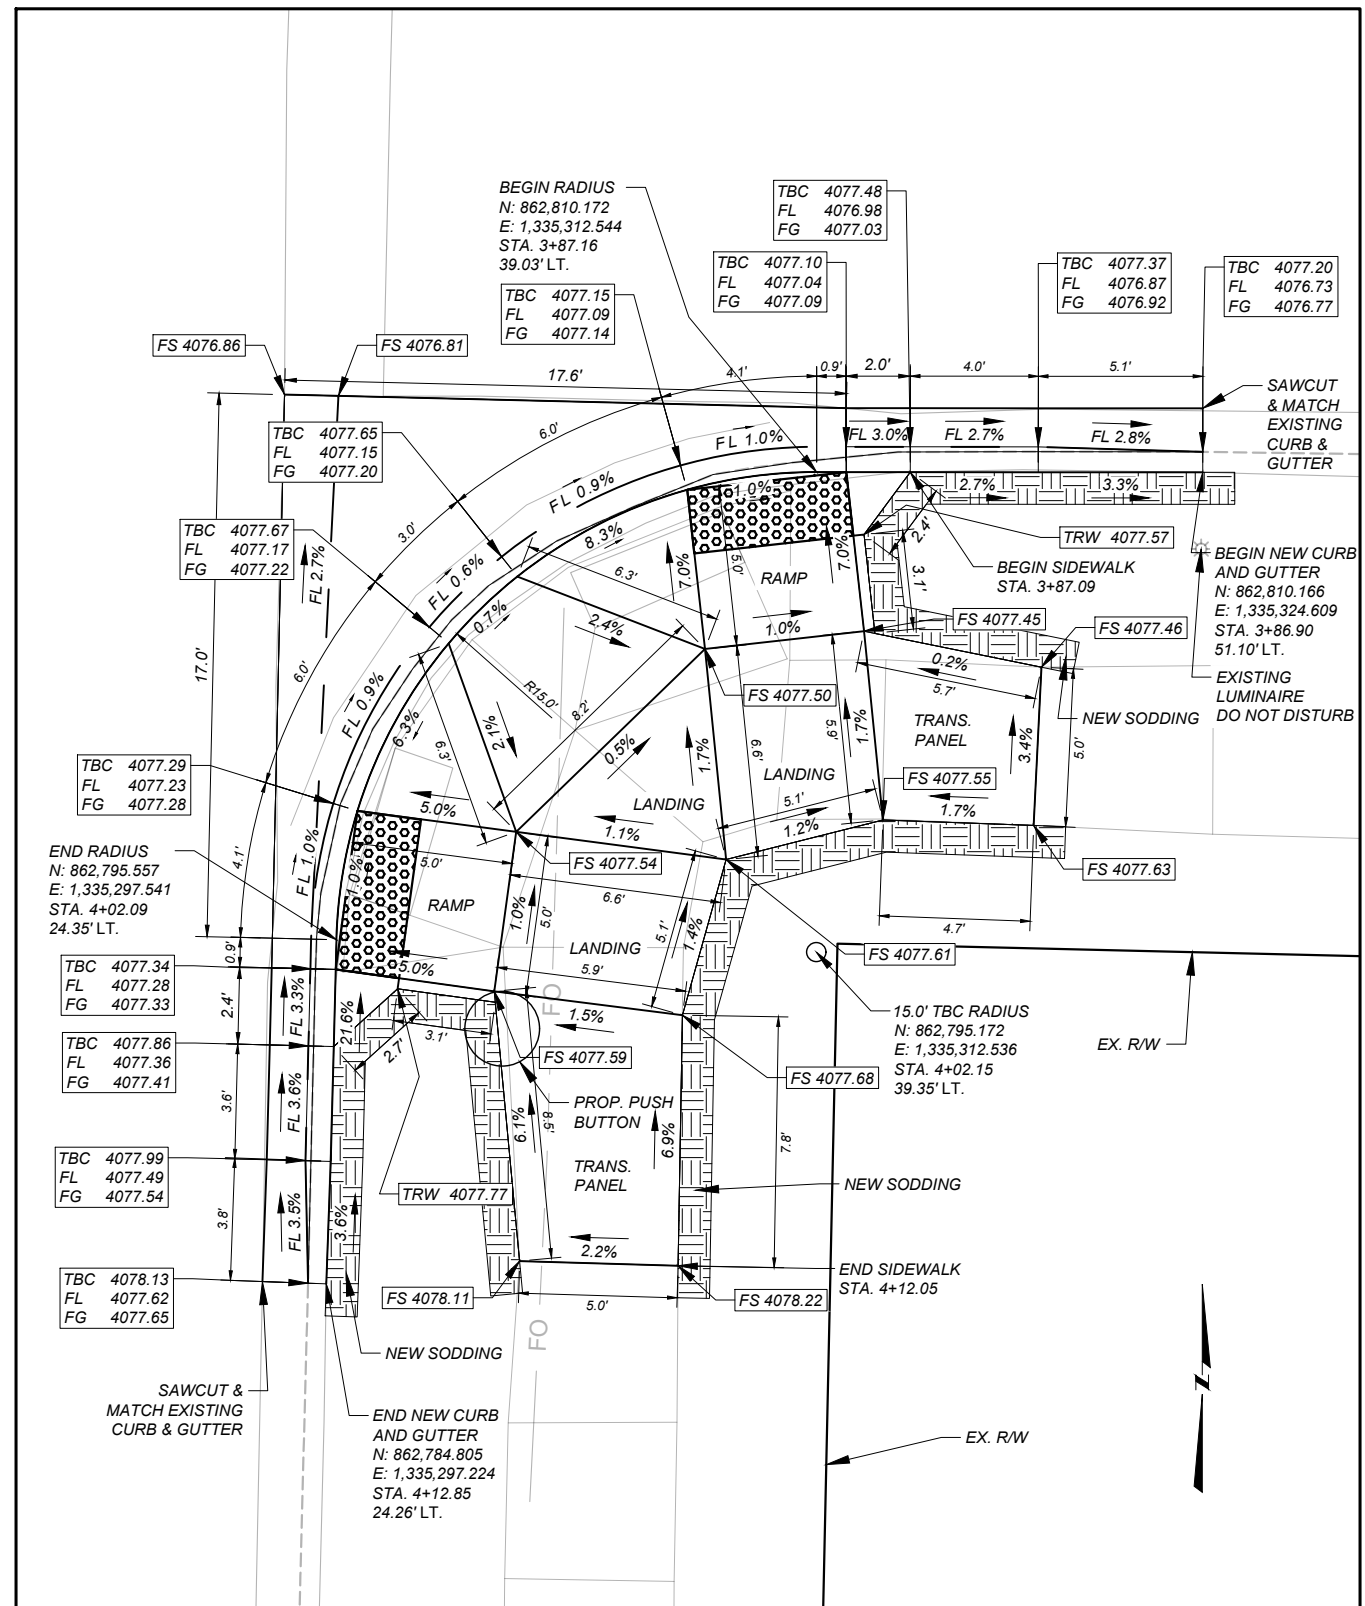 BEGIN RADIUS
N: 862,810.172
E: 1,335,312.544
STA. 3+87.16
39.03' LT.
TBC 4077.48
FL 4076.98
FG 4077.03
TBC 4077.10
FL 4077.04
FG 4077.09
TBC 4077.37
FL 4076.87
FG 4076.92
TBC 4077.20
FL 4076.73
FG 4076.77
TBC 4077.15
FL 4077.09
FG 4077.14
FS 4076.86
FS 4076.81
17.6'
4.1'
0.9'
2.0'
4.0'
5.1'
SAWCUT
& MATCH
EXISTING
CURB &
GUTTER
TBC 4077.65
FL 4077.15
FG 4077.20
6.0'
FL 1.0%
FL 3.0%
FL 2.7%
FL 2.8%
FL 0.9%
1.0%
2.7%
3.3%
TBC 4077.67
FL 4077.17
FG 4077.22
3.0'
FL 2.7%
FL 0.6%
8.3%
6.3'
7.0%
5.0'
RAMP
7.0%
2.4'
3.1'
TRW 4077.57
BEGIN SIDEWALK
STA. 3+87.09
BEGIN NEW CURB
AND GUTTER
N: 862,810.166
E: 1,335,324.609
STA. 3+86.90
51.10' LT.
EXISTING
LUMINAIRE
DO NOT DISTURB
17.0'
6.0'
FL 0.9%
0.7%
2.4%
1.0%
FS 4077.45
FS 4077.46
0.2%
5.7'
R15.0'
8.2'
FS 4077.50
6.3%
6.3'
2.1%
0.5%
1.7%
6.6'
5.9'
1.7%
TRANS.
PANEL
3.4%
5.0'
NEW SODDING
TBC 4077.29
FL 4077.23
FG 4077.28
LANDING
5.1'
1.2%
FS 4077.55
1.7%
5.0%
LANDING
1.1%
4.1'
FL 1.0%
1.0%
5.0'
FS 4077.54
FS 4077.63
END RADIUS
N: 862,795.557
E: 1,335,297.541
STA. 4+02.09
24.35' LT.
RAMP
1.0%
5.0'
6.6'
5.1'
1.4%
4.7'
0.9'
5.0%
LANDING
5.9'
FS 4077.61
TBC 4077.34
FL 4077.28
FG 4077.33
2.4'
FL 3.3%
21.6%
2.7'
3.1'
FO
1.5%
15.0' TBC RADIUS
N: 862,795.172
E: 1,335,312.536
STA. 4+02.15
39.35' LT.
EX. R/W
TBC 4077.86
FL 4077.36
FG 4077.41
FS 4077.59
FS 4077.68
3.6'
FL 3.6%
PROP. PUSH
BUTTON
6.1%
8.5'
6.9%
7.8'
TBC 4077.99
FL 4077.49
FG 4077.54
TRANS.
PANEL
TRW 4077.77
NEW SODDING
3.8'
FL 3.5%
3.6%
2.2%
TBC 4078.13
FL 4077.62
FG 4077.65
FS 4078.11
5.0'
FS 4078.22
END SIDEWALK
STA. 4+12.05
FO
NEW SODDING
SAWCUT &
MATCH EXISTING
CURB & GUTTER
END NEW CURB
AND GUTTER
N: 862,784.805
E: 1,335,297.224
STA. 4+12.85
24.26' LT.
EX. R/W
Z